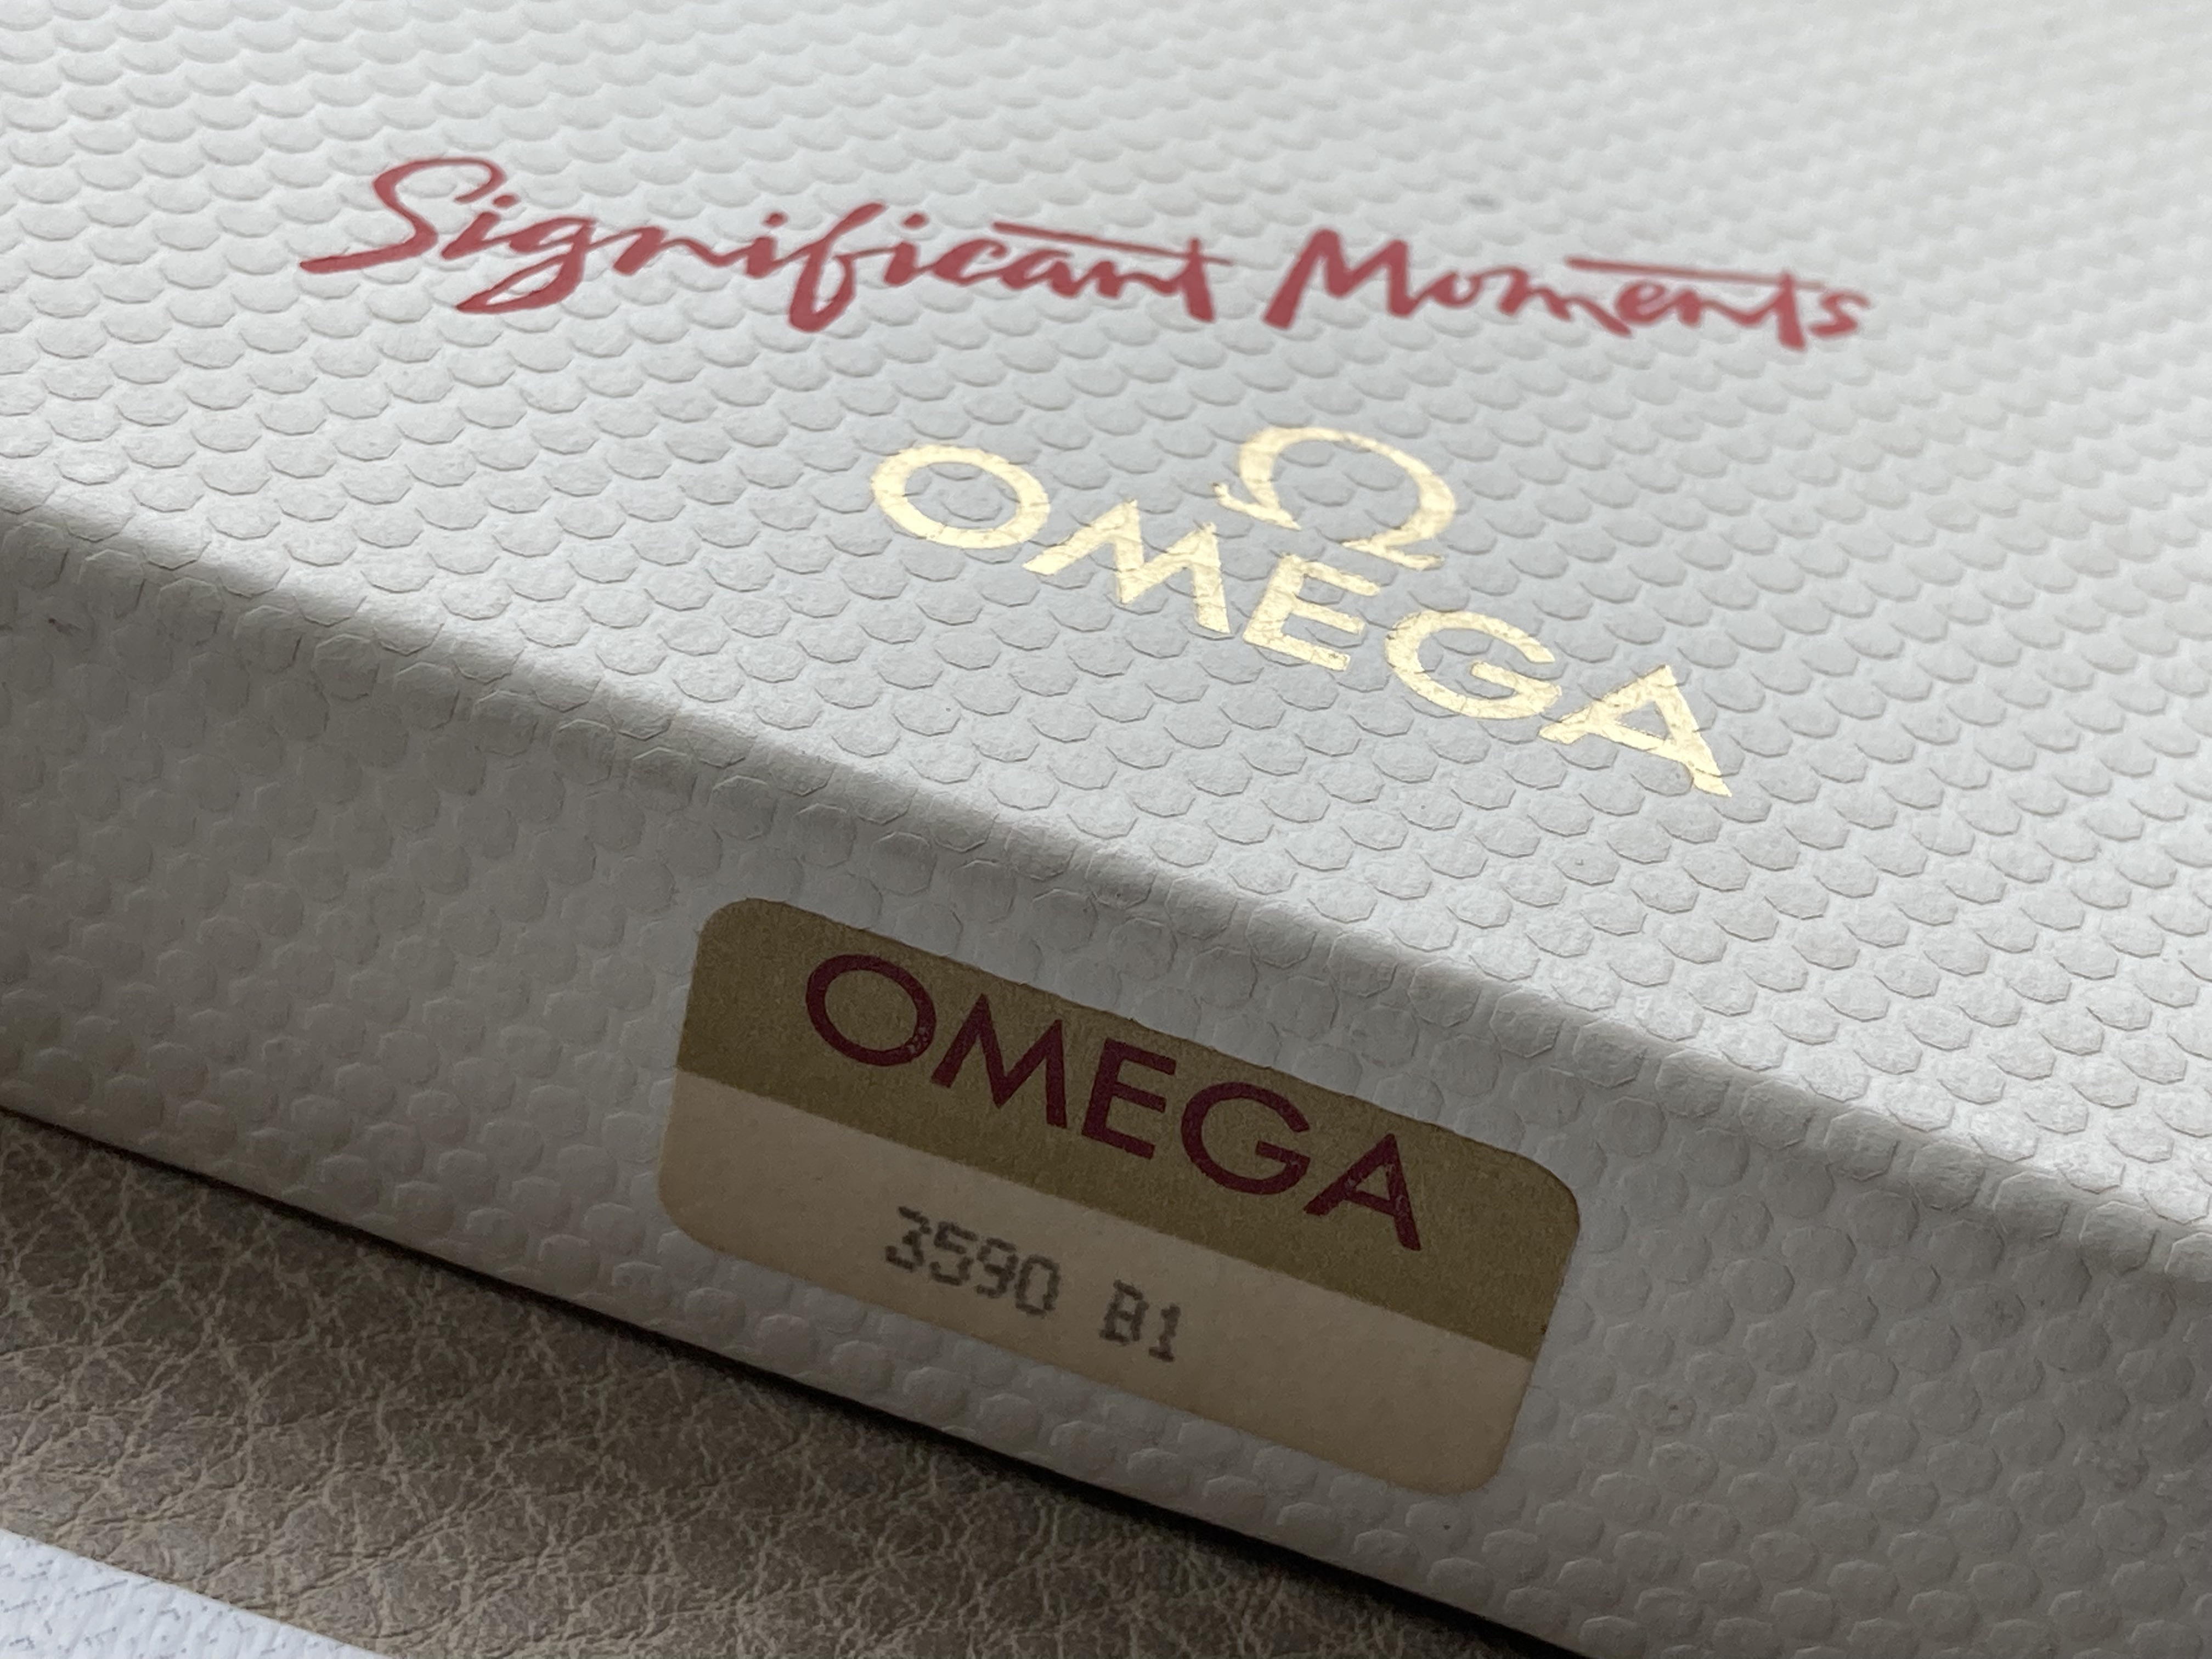 Significant Moments
Ω
OMEGA
OMEGA
3590 B1